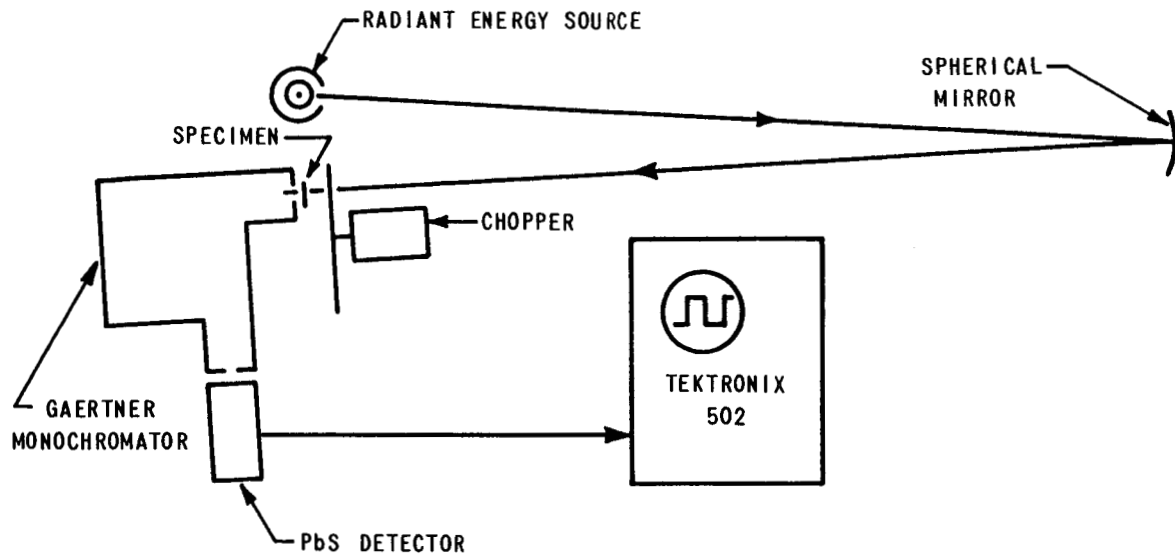 RADIANT ENERGY SOURCE
SPHERICAL
MIRROR
SPECIMEN
CHOPPER
TEKTRONIX
502
GAERTNER
MONOCHROMATOR
PbS DETECTOR